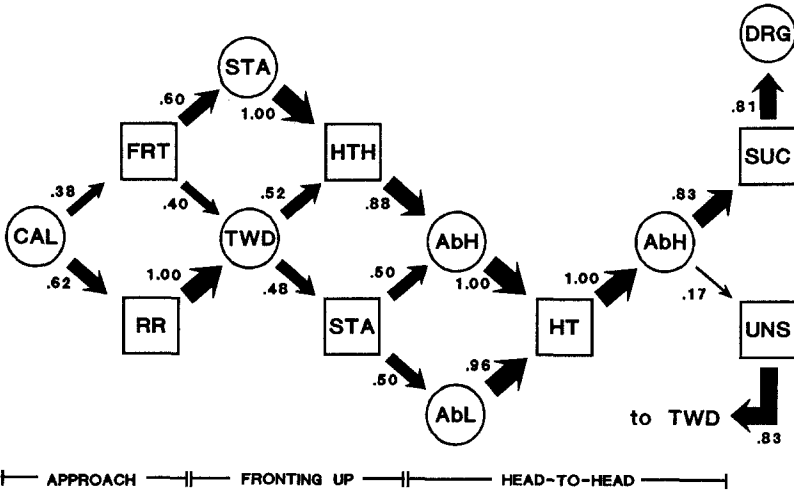 DRG
STA
.60
1.00
.81
FRT
HTH
SUC
.38
.40
.52
.88
.83
CAL
TWD
AbH
AbH
.62
1.00
.48
.50
1.00
1.00
.17
RR
STA
HT
UNS
.50
.96
AbL
to TWD
.83
APPROACH
FRONTING UP
HEAD-TO-HEAD